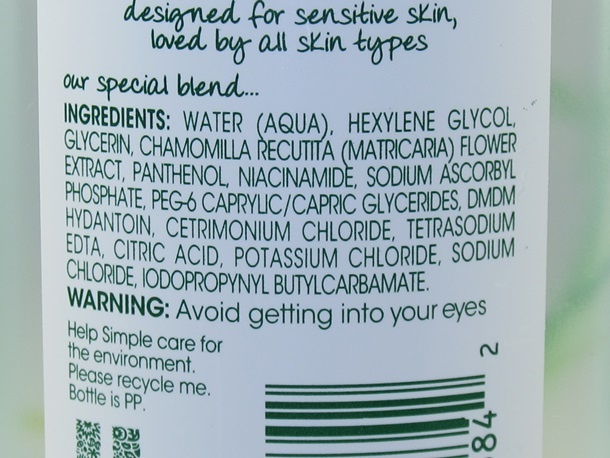 designed for sensitive skin,
loved by all skin types
our special blend...
INGREDIENTS: WATER (AQUA), HEXYLENE GLYCOL,
GLYCERIN, CHAMOMILLA RECUTITA (MATRICARIA) FLOWER
EXTRACT, PANTHENOL, NIACINAMIDE, SODIUM ASCORBYL
PHOSPHATE, PEG-6 CAPRYLIC/CAPRIC GLYCERIDES, DMDM
HYDANTOIN, CETRIMONIUM CHLORIDE, TETRASODIUM
EDTA, CITRIC ACID, POTASSIUM CHLORIDE, SODIUM
CHLORIDE, IODOPROPYNYL BUTYLCARBAMATE.
WARNING: Avoid getting into your eyes
Help Simple care for
the environment.
Please recycle me.
Bottle is PP.
2
84